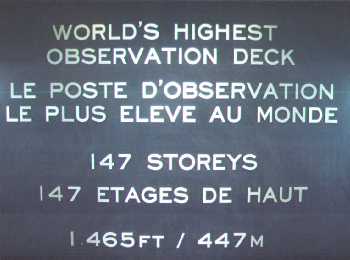 WORLD'S HIGHEST
OBSERVATION DECK
LE POSTE D'OBSERVATION
LE PLUS ELEVE AU MONDE
147 STOREYS
147 ETAGES DE HAUT
1 465FT / 447M